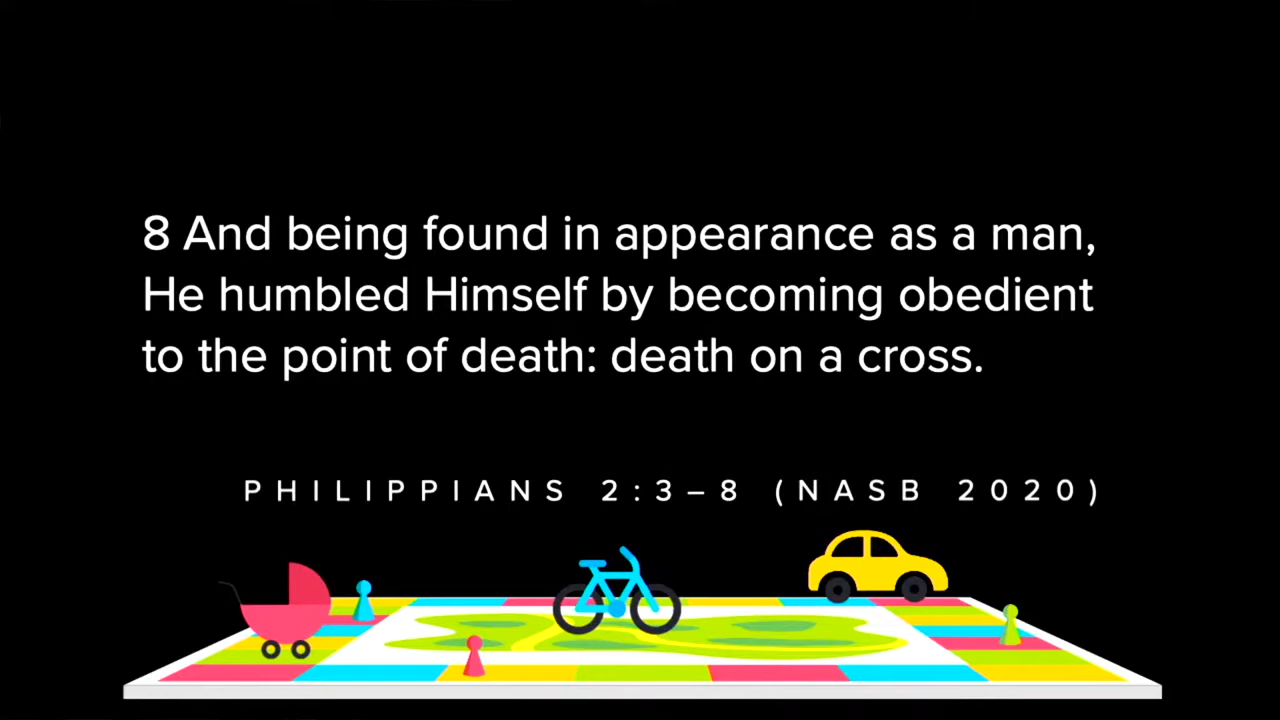 8 And being found in appearance as a man,
He humbled Himself by becoming obedient
to the point of death: death on a cross.
PHILIPPIANS 2:3–8 (NASB 2020)